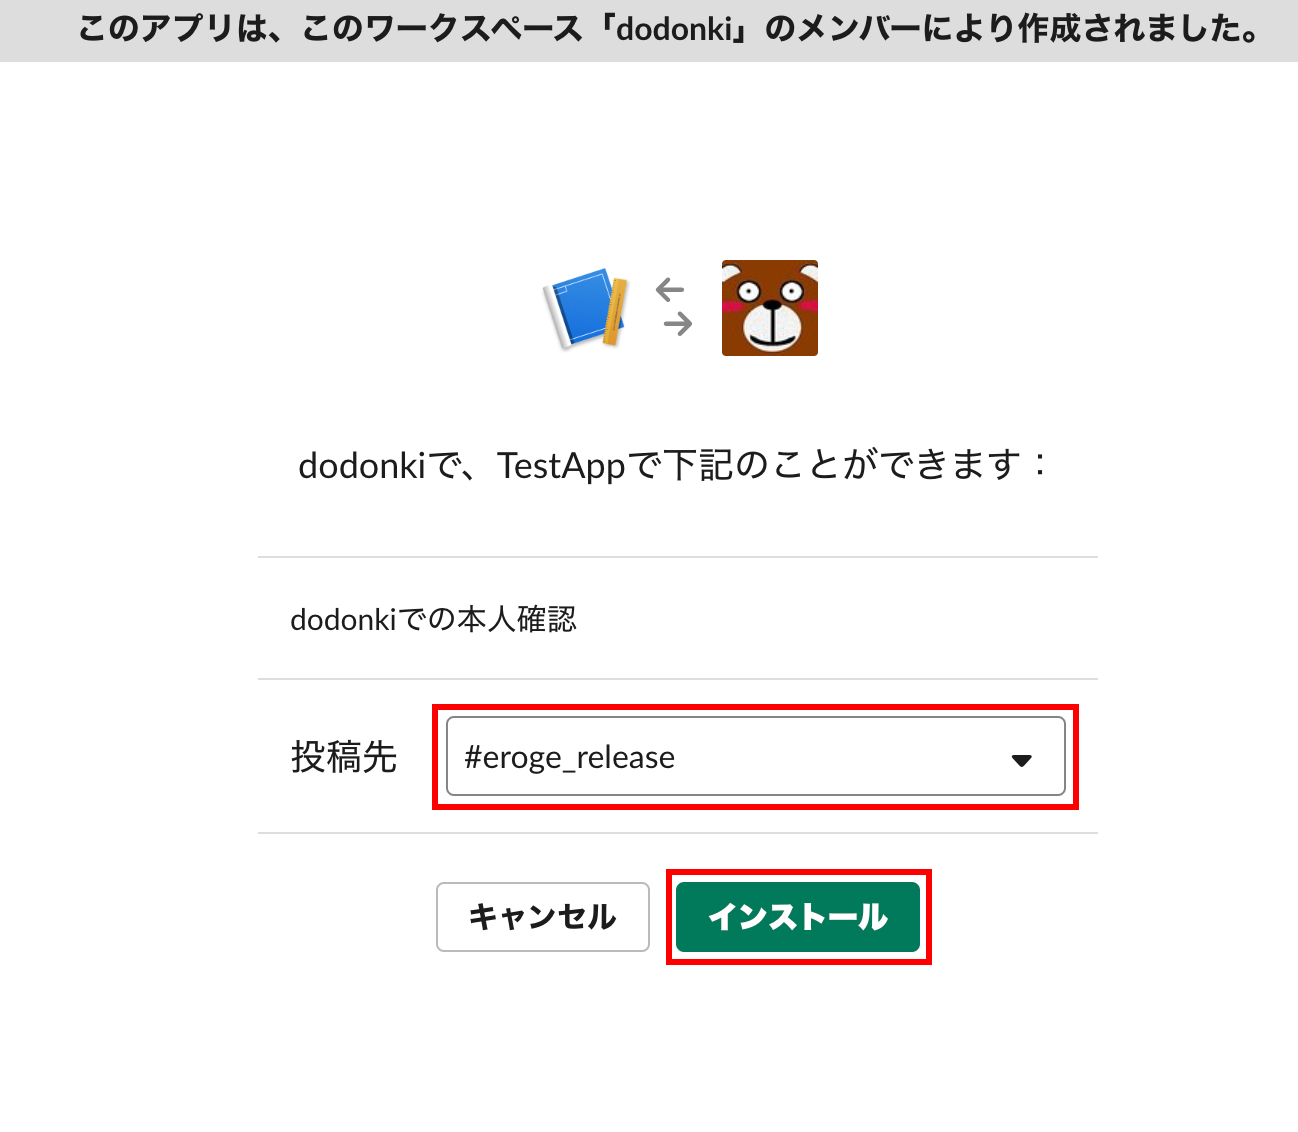 このアプリは、このワークスペース「dodonki」のメンバーにより作成されました。
dodonkiで、TestAppで下記のことができます：
dodonkiでの本人確認
投稿先 #eroge_release
キャンセル インストール